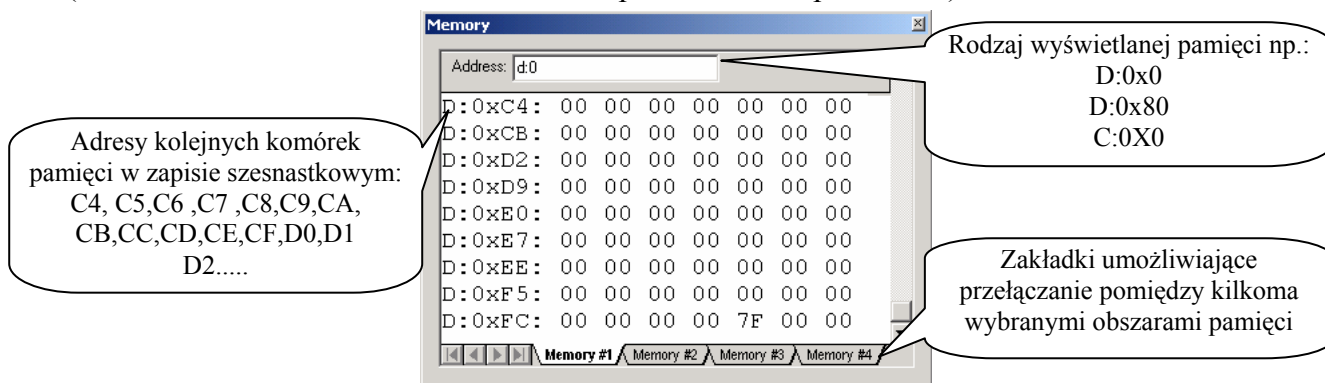 Memory
Address: d:0
D:0xC4: 00 00 00 00 00 00 00
D:0xCB: 00 00 00 00 00 00 00
D:0xD2: 00 00 00 00 00 00 00
D:0xD9: 00 00 00 00 00 00 00
D:0xE0: 00 00 00 00 00 00 00
D:0xE7: 00 00 00 00 00 00 00
D:0xEE: 00 00 00 00 00 00 00
D:0xF5: 00 00 00 00 00 00 00
D:0xFC: 00 00 00 00 7F 00 00
Memory #1 Memory #2 Memory #3 Memory #4
Adresy kolejnych komórek
pamięci w zapisie szesnastkowym:
C4, C5,C6 ,C7 ,C8,C9,CA,
CB,CC,CD,CE,CF,D0,D1
D2.....
Rodzaj wyświetlanej pamięci np.:
D:0x0
D:0x80
C:0X0
Zakładki umożliwiające
przełączanie pomiędzy kilkoma
wybranymi obszarami pamięci